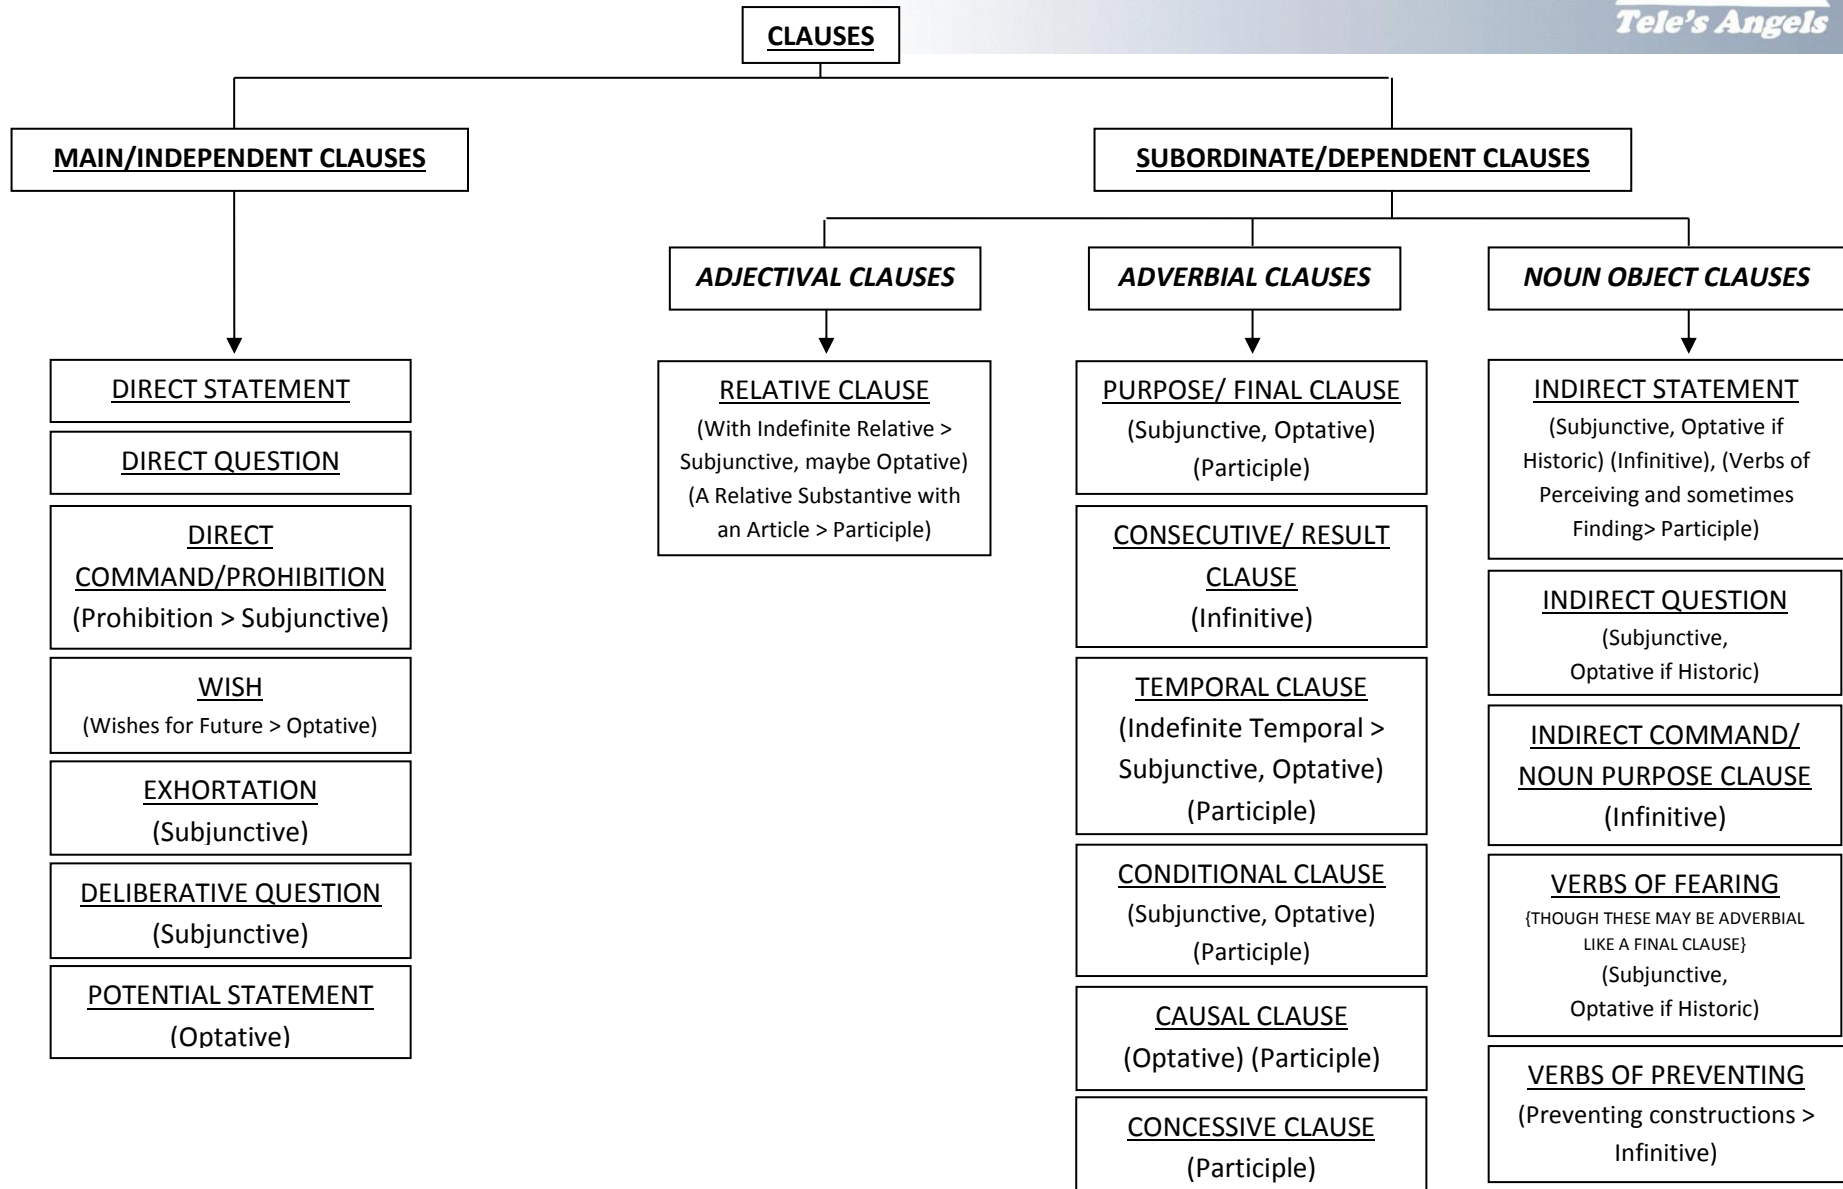 Tele's Angels
CLAUSES
MAIN/INDEPENDENT CLAUSES
SUBORDINATE/DEPENDENT CLAUSES
ADJECTIVAL CLAUSES
ADVERBIAL CLAUSES
NOUN OBJECT CLAUSES
DIRECT STATEMENT
DIRECT QUESTION
DIRECT
COMMAND/PROHIBITION
(Prohibition > Subjunctive)
WISH
(Wishes for Future > Optative)
EXHORTATION
(Subjunctive)
DELIBERATIVE QUESTION
(Subjunctive)
POTENTIAL STATEMENT
(Optative)
RELATIVE CLAUSE
(With Indefinite Relative >
Subjunctive, maybe Optative)
(A Relative Substantive with
an Article > Participle)
PURPOSE/ FINAL CLAUSE
(Subjunctive, Optative)
(Participle)
CONSECUTIVE/ RESULT
CLAUSE
(Infinitive)
TEMPORAL CLAUSE
(Indefinite Temporal >
Subjunctive, Optative)
(Participle)
CONDITIONAL CLAUSE
(Subjunctive, Optative)
(Participle)
CAUSAL CLAUSE
(Optative) (Participle)
CONCESSIVE CLAUSE
(Participle)
INDIRECT STATEMENT
(Subjunctive, Optative if
Historic) (Infinitive), (Verbs of
Perceiving and sometimes
Finding> Participle)
INDIRECT QUESTION
(Subjunctive,
Optative if Historic)
INDIRECT COMMAND/
NOUN PURPOSE CLAUSE
(Infinitive)
VERBS OF FEARING
{THOUGH THESE MAY BE ADVERBIAL
LIKE A FINAL CLAUSE}
(Subjunctive,
Optative if Historic)
VERBS OF PREVENTING
(Preventing constructions >
Infinitive)